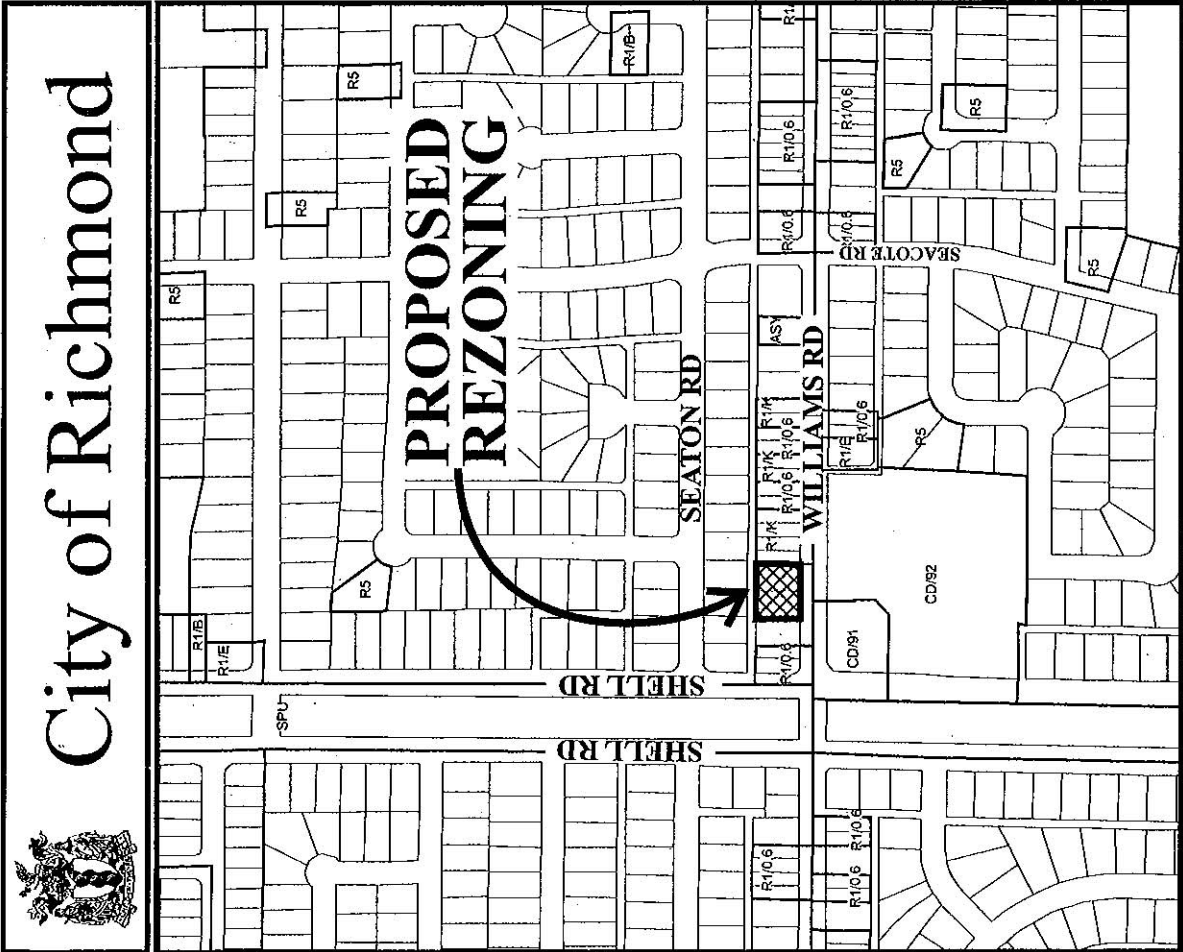 City of Richmond
R5
R1/B
R1/E
SPU
R5
R5
R5
PROPOSED
REZONING
R1/B
SHELL RD
SHELL RD
SEATON RD
R1/0.6
R1/0.6
R1/K
R1/0.6
R1/K
R1/0.6
R1/K
ASY
R1/0.6
R1/0.6
R1/
WILLIAMS RD
SEACOTE RD
R1/0.6
R1/0.6
CD/91
R1/E
R1/0.6
R1/0.6
R1/0.6
R5
CD/92
R5
R5
R5